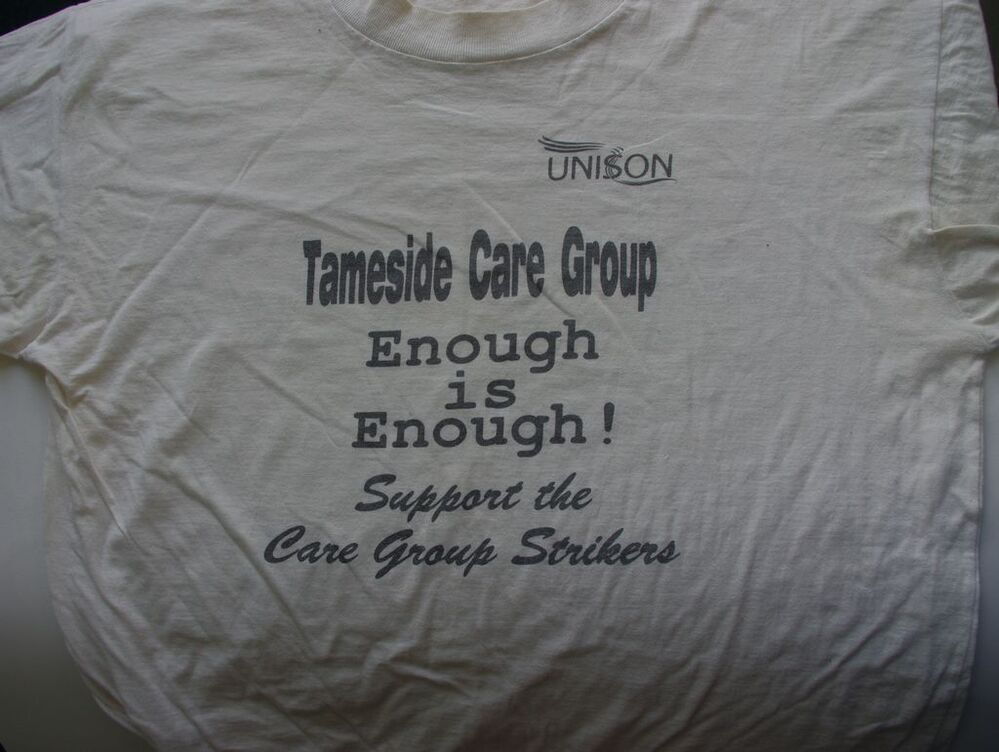 UNISON
Tameside Care Group
Enough
is
Enough!
Support the
Care Group Strikers